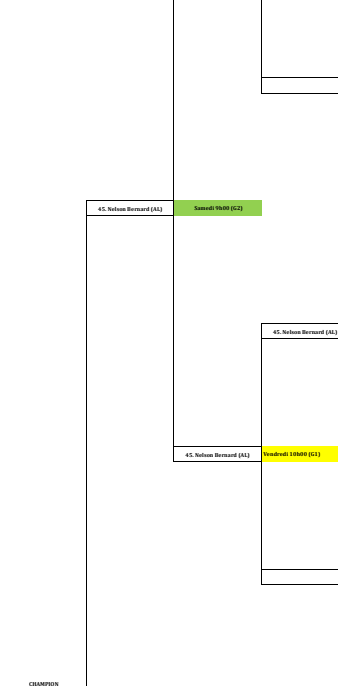 45. Nelson Bernard (AL)
Samedi 9h00 (G2)
45. Nelson Bernard (AL)
45. Nelson Bernard (AL)
Vendredi 10h00 (G1)
CHAMPION